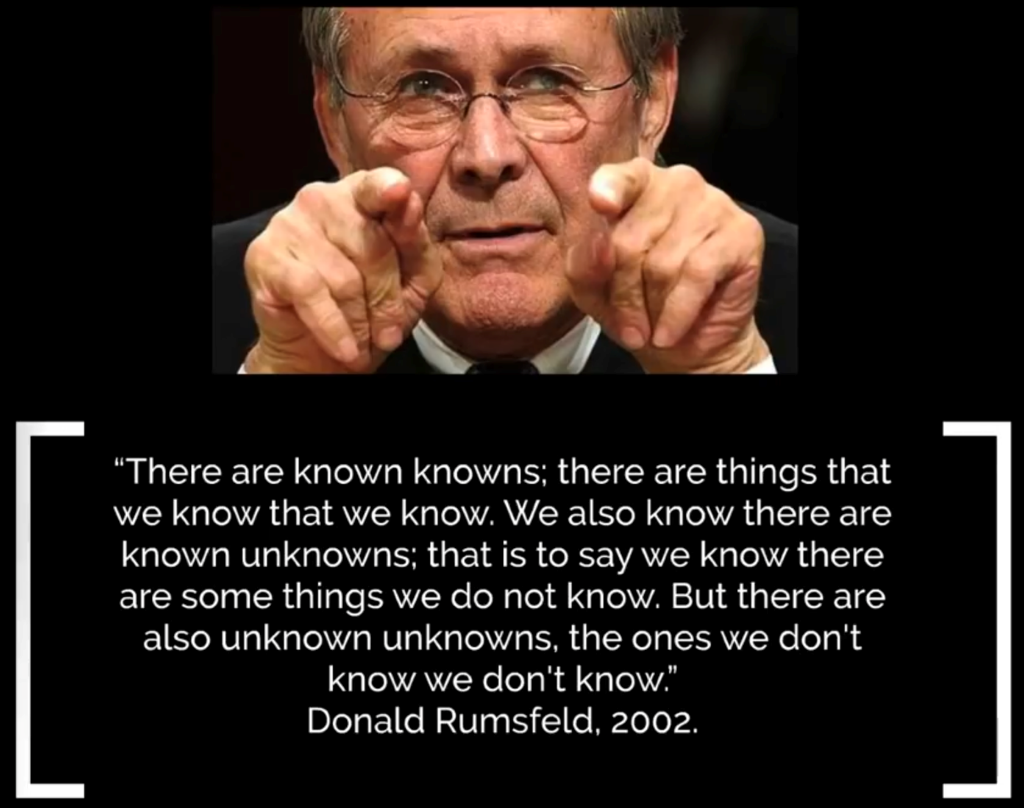 “There are known knowns; there are things that
we know that we know. We also know there are
known unknowns; that is to say we know there
are some things we do not know. But there are
also unknown unknowns, the ones we don't
know we don't know.”
Donald Rumsfeld, 2002.